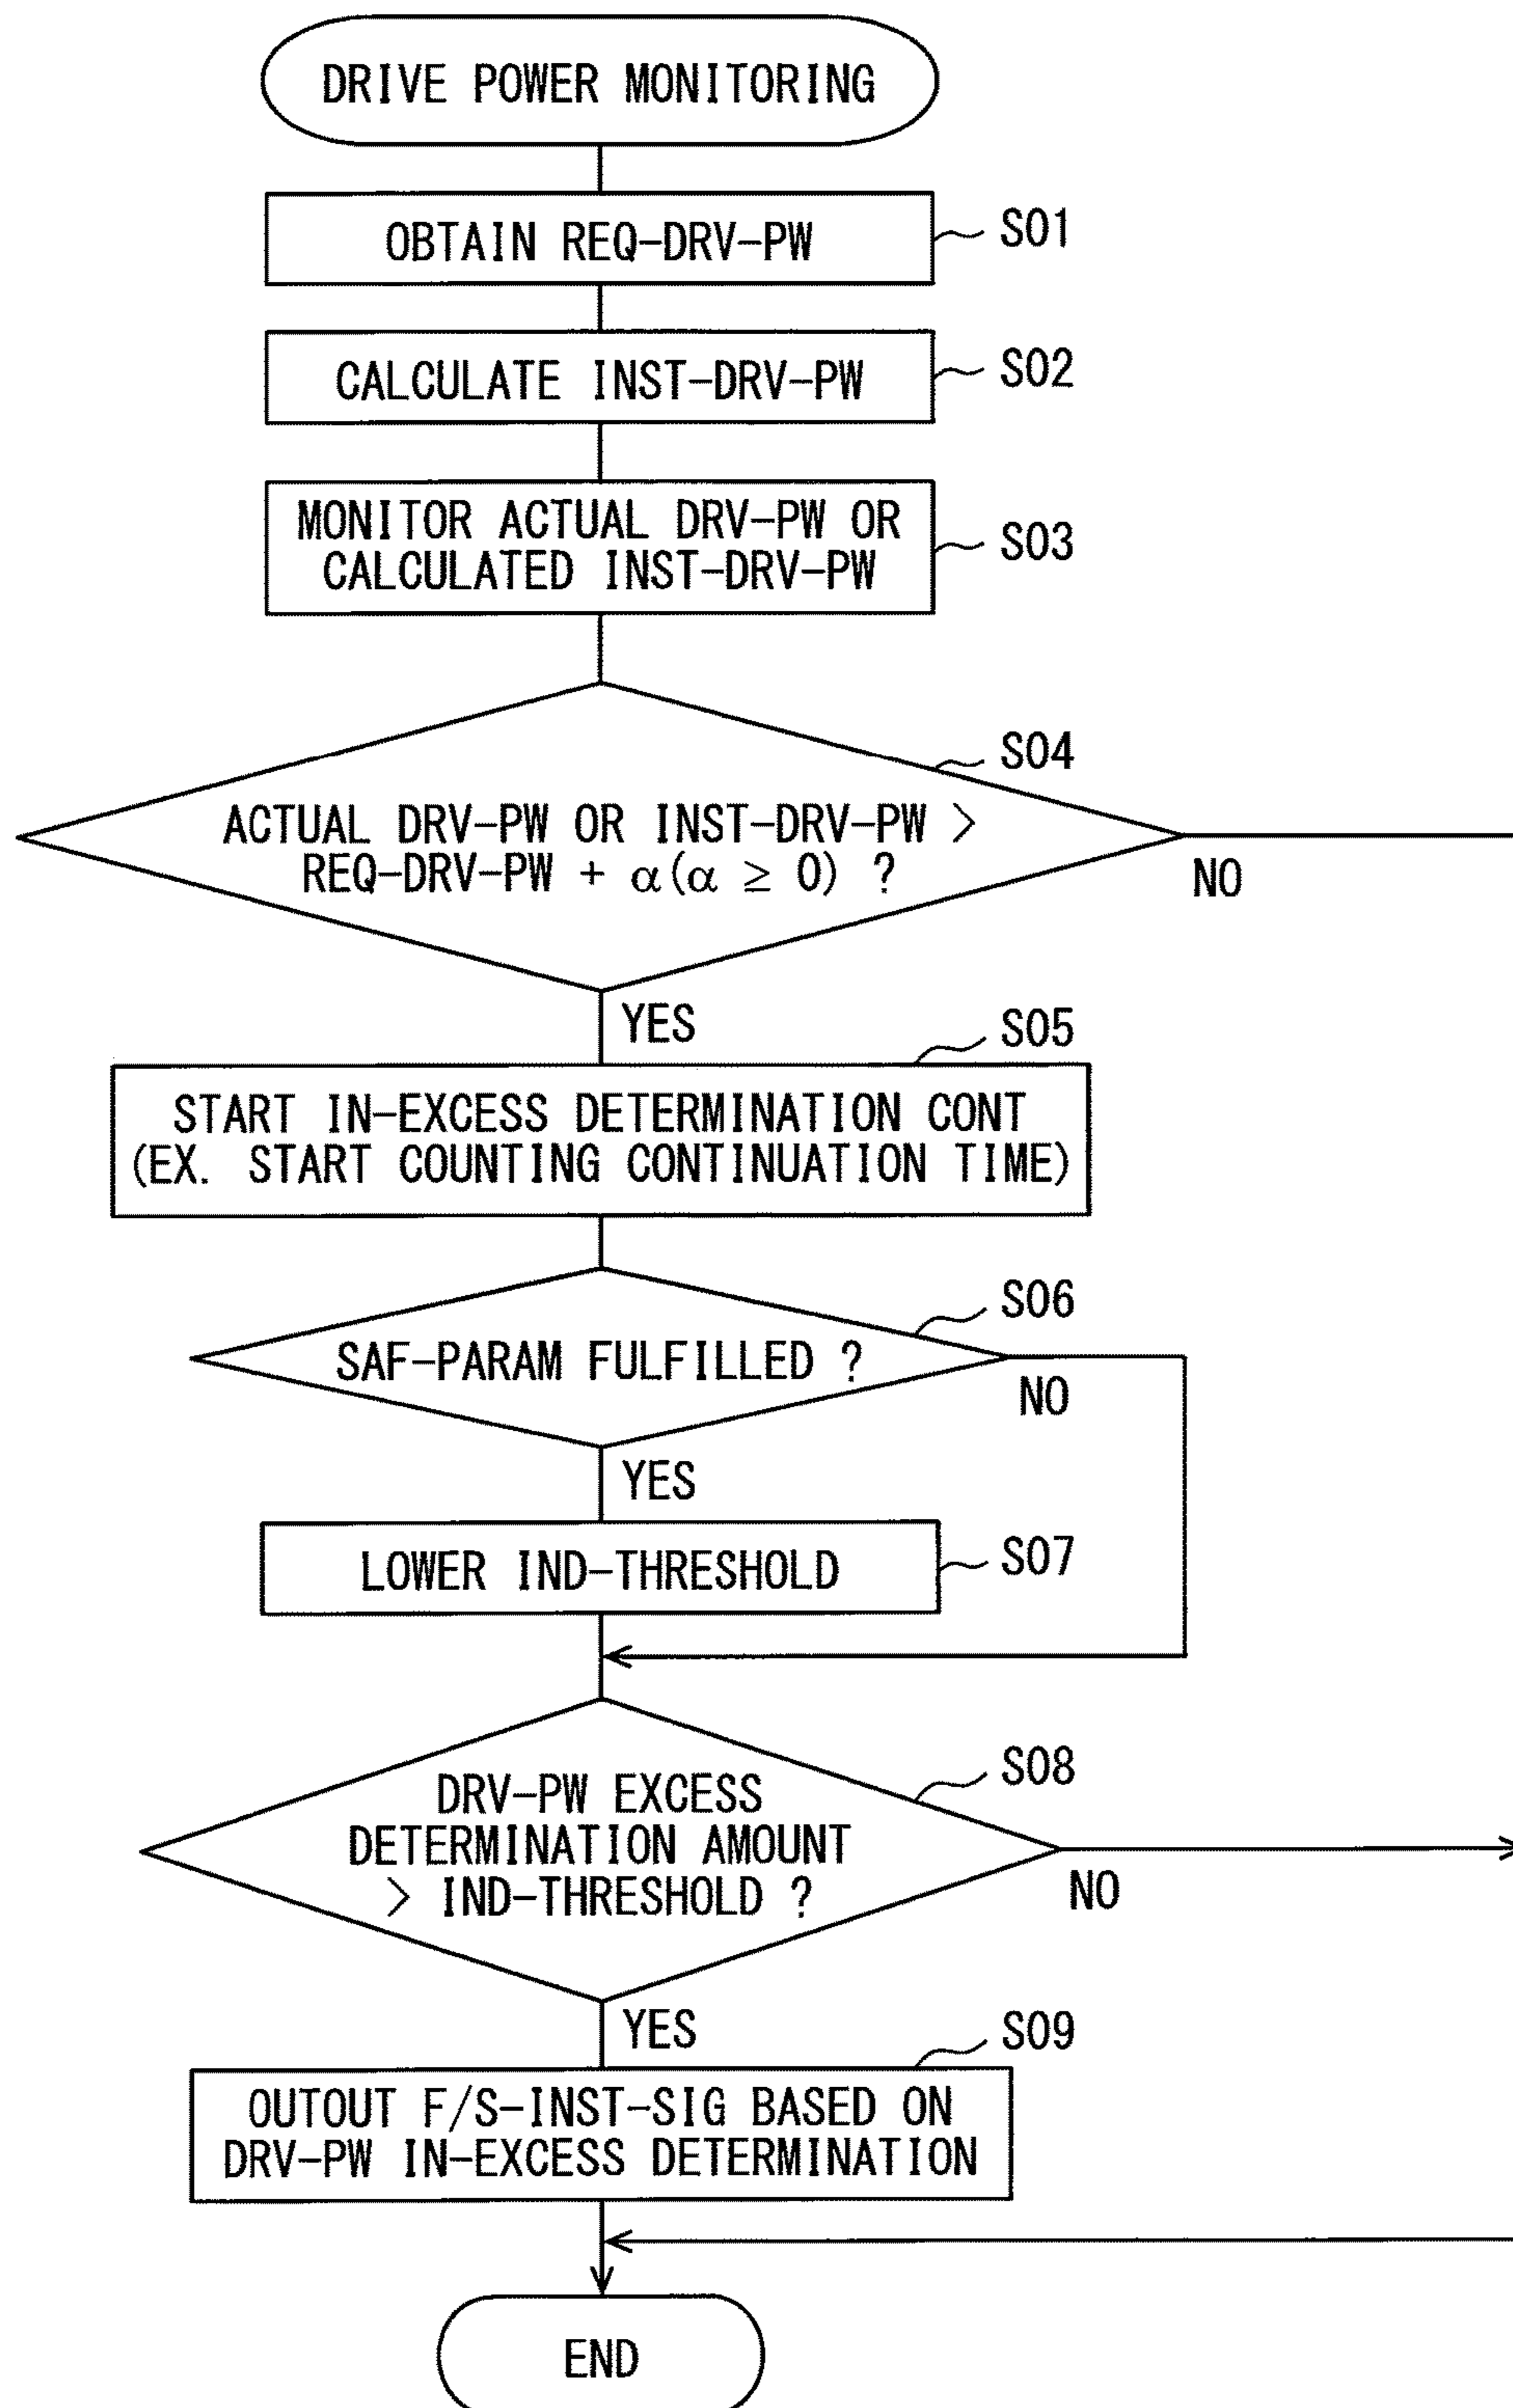 DRIVE POWER MONITORING
OBTAIN REQ-DRV-PW
S01
CALCULATE INST-DRV-PW
S02
MONITOR ACTUAL DRV-PW OR
CALCULATED INST-DRV-PW
S03
S04
ACTUAL DRV-PW OR INST-DRV-PW >
REQ-DRV-PW + α(α ≥ 0) ?
NO
YES
S05
START IN-EXCESS DETERMINATION CONT
(EX. START COUNTING CONTINUATION TIME)
S06
SAF-PARAM FULFILLED ?
NO
YES
LOWER IND-THRESHOLD
S07
S08
DRV-PW EXCESS
DETERMINATION AMOUNT
> IND-THRESHOLD ?
NO
YES
S09
OUTOUT F/S-INST-SIG BASED ON
DRV-PW IN-EXCESS DETERMINATION
END